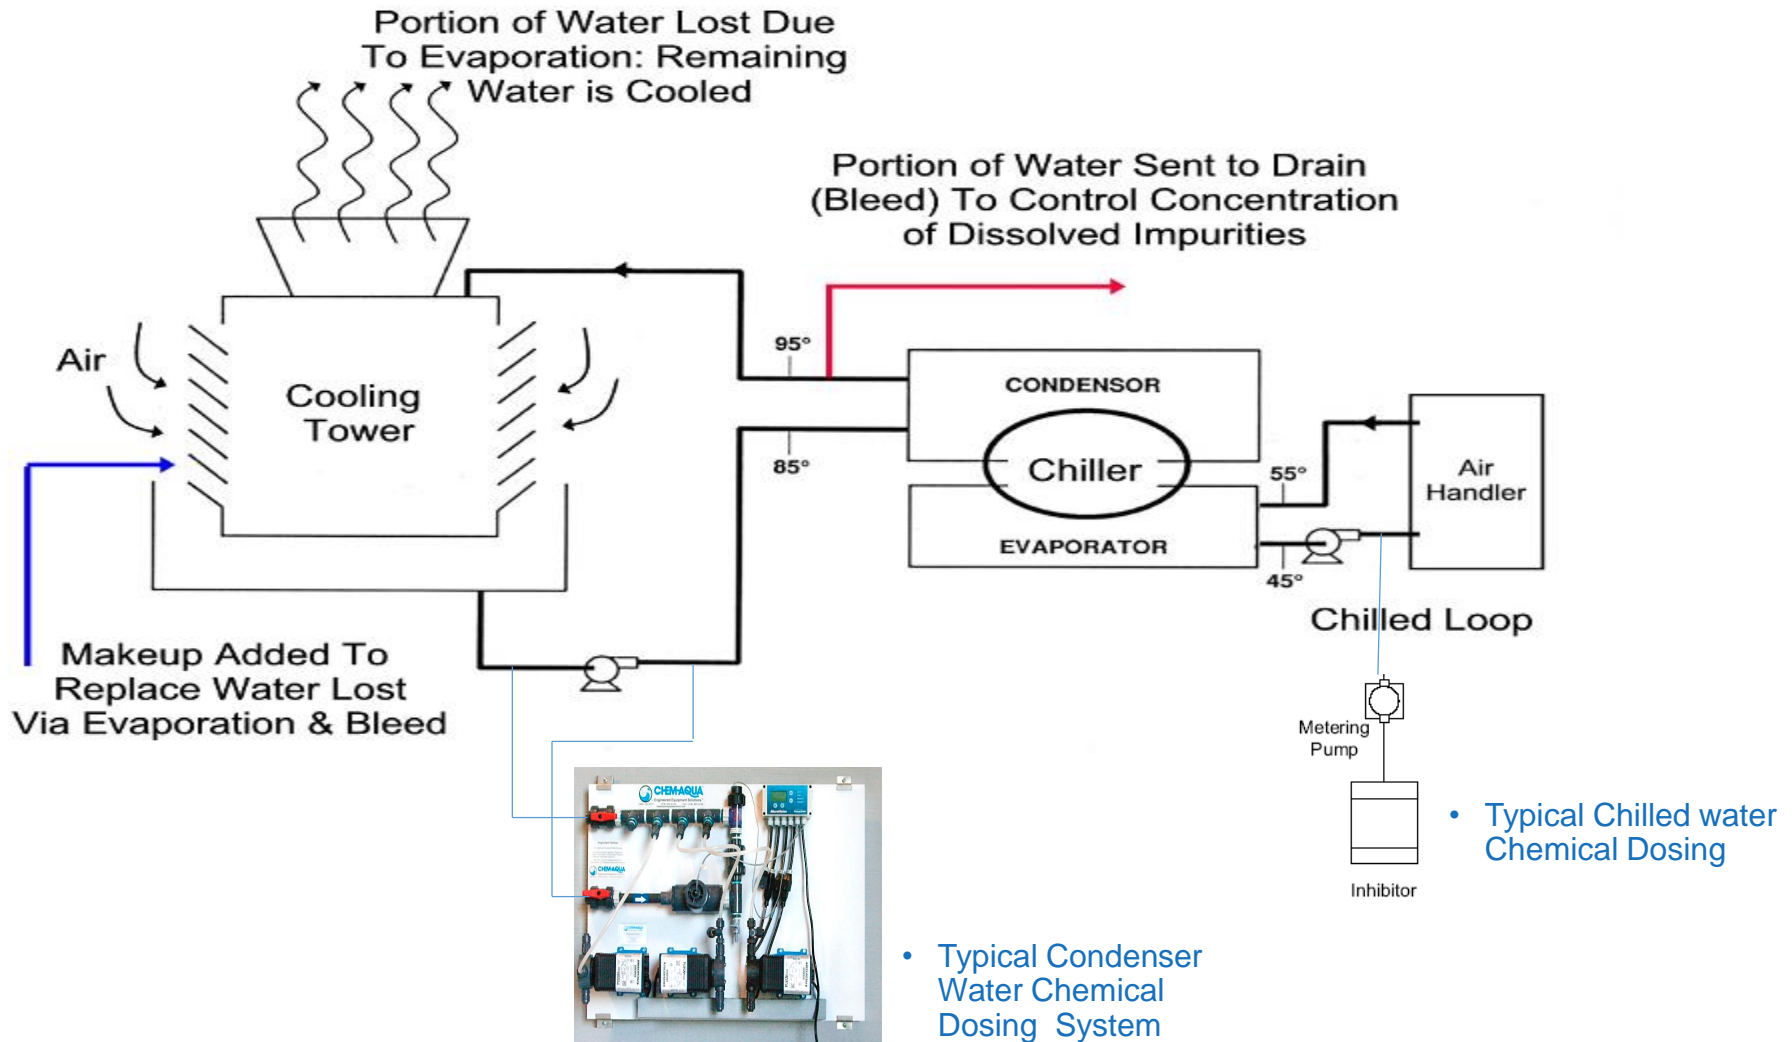 Portion of Water Lost Due
To Evaporation: Remaining
Water is Cooled
Portion of Water Sent to Drain
(Bleed) To Control Concentration
of Dissolved Impurities
Air
Cooling
Tower
95°
85°
CONDENSOR
Chiller
EVAPORATOR
55°
45°
Air
Handler
Chilled Loop
Makeup Added To
Replace Water Lost
Via Evaporation & Bleed
Metering
Pump
Inhibitor
• Typical Chilled water
Chemical Dosing
CHEM-AQUA
CHEM-AQUA
• Typical Condenser
Water Chemical
Dosing System